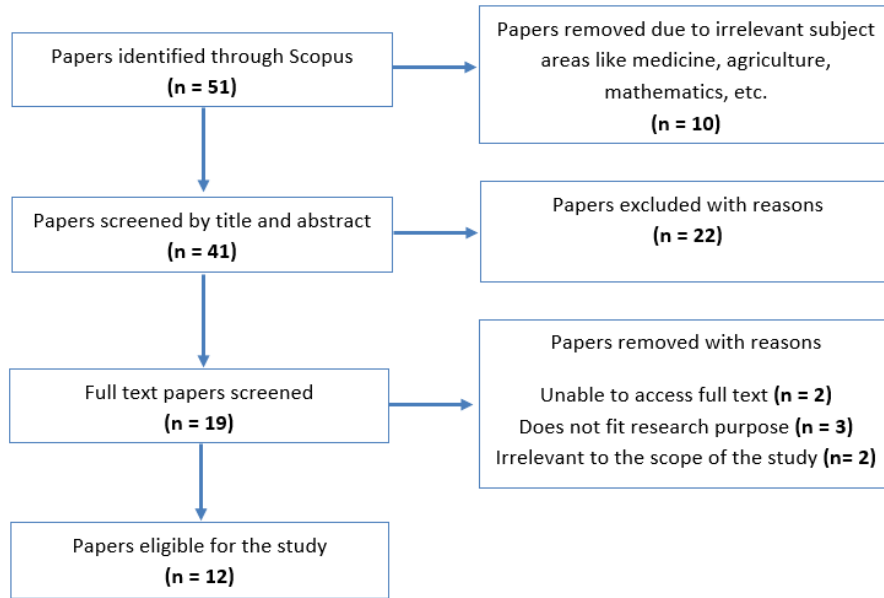 Papers identified through Scopus
(n = 51)
Papers removed due to irrelevant subject
areas like medicine, agriculture,
mathematics, etc.
(n = 10)
Papers screened by title and abstract
(n = 41)
Papers excluded with reasons
(n = 22)
Full text papers screened
(n = 19)
Papers removed with reasons
Unable to access full text (n = 2)
Does not fit research purpose (n = 3)
Irrelevant to the scope of the study (n= 2)
Papers eligible for the study
(n = 12)